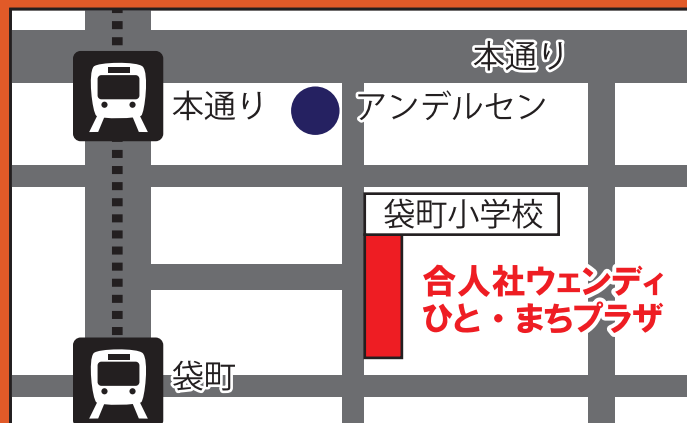 本通り
本通り
アンデルセン
袋町小学校
合人社ウェンディ
ひと・まちプラザ
袋町